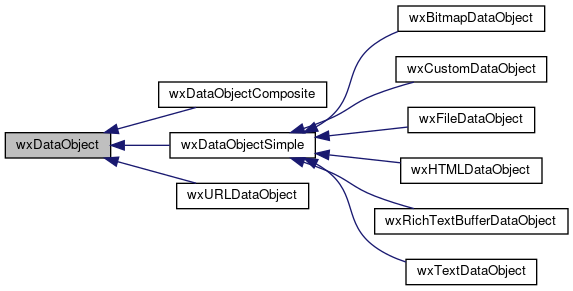 wxDataObject
wxDataObjectComposite
wxDataObjectSimple
wxURLDataObject
wxBitmapDataObject
wxCustomDataObject
wxFileDataObject
wxHTMLDataObject
wxRichTextBufferDataObject
wxTextDataObject